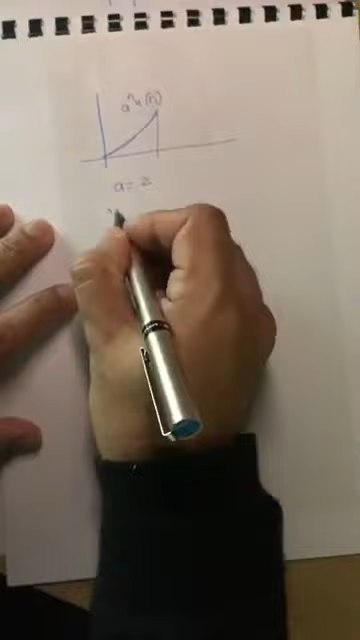 aⁿu(n)
a = 2